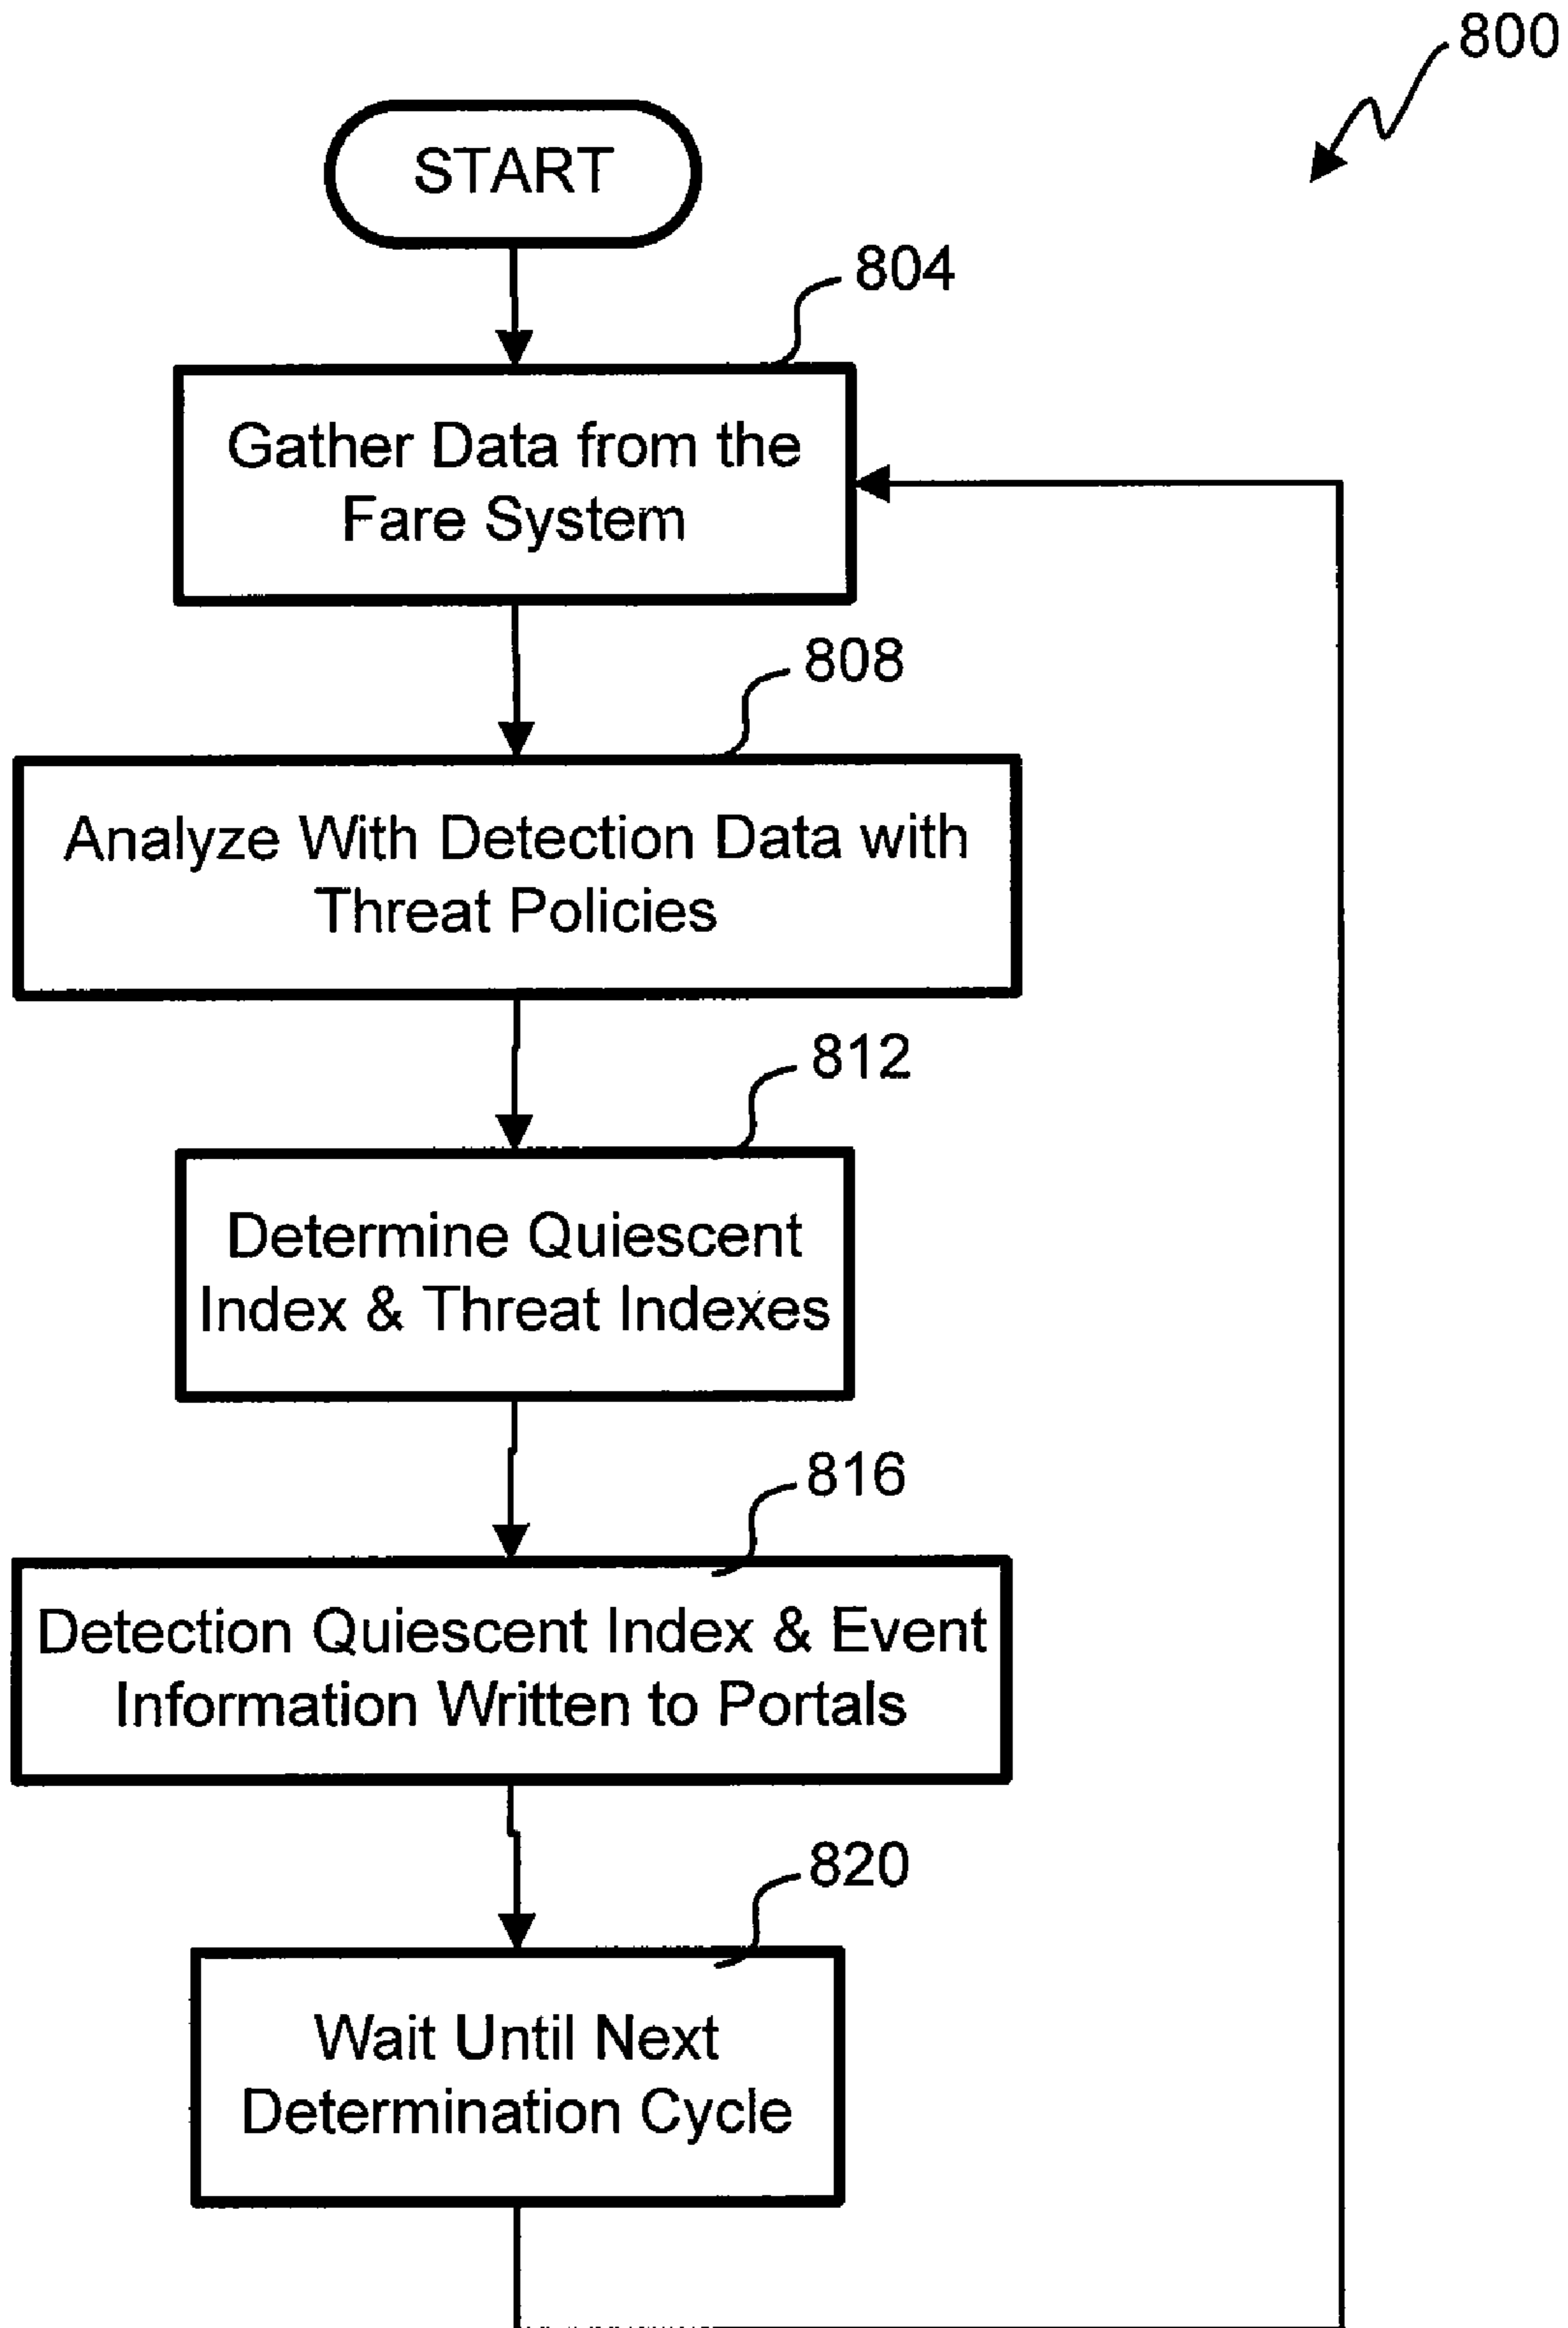 800
START
804
Gather Data from the
Fare System
808
Analyze With Detection Data with
Threat Policies
812
Determine Quiescent
Index & Threat Indexes
816
Detection Quiescent Index & Event
Information Written to Portals
820
Wait Until Next
Determination Cycle